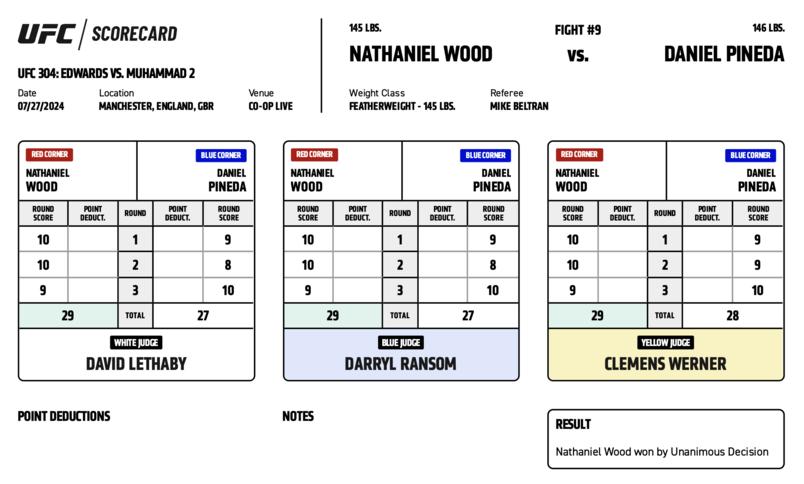 UFC / SCORECARD
UFC 304: EDWARDS VS. MUHAMMAD 2
Date Location Venue
07/27/2024 MANCHESTER, ENGLAND, GBR CO-OP LIVE
145 LBS. FIGHT #9 146 LBS.
NATHANIEL WOOD VS. DANIEL PINEDA
Weight Class Referee
FEATHERWEIGHT - 145 LBS. MIKE BELTRAN
RED CORNER BLUE CORNER
NATHANIEL DANIEL
WOOD PINEDA
ROUND SCORE POINT DEDUCT. ROUND POINT DEDUCT. ROUND SCORE
10 1 9
10 2 8
9 3 10
29 TOTAL 27
WHITE JUDGE
DAVID LETHABY
RED CORNER BLUE CORNER
NATHANIEL DANIEL
WOOD PINEDA
ROUND SCORE POINT DEDUCT. ROUND POINT DEDUCT. ROUND SCORE
10 1 9
10 2 8
9 3 10
29 TOTAL 27
BLUE JUDGE
DARRYL RANSOM
RED CORNER BLUE CORNER
NATHANIEL DANIEL
WOOD PINEDA
ROUND SCORE POINT DEDUCT. ROUND POINT DEDUCT. ROUND SCORE
10 1 9
10 2 9
9 3 10
29 TOTAL 28
YELLOW JUDGE
CLEMENS WERNER
POINT DEDUCTIONS
NOTES
RESULT
Nathaniel Wood won by Unanimous Decision